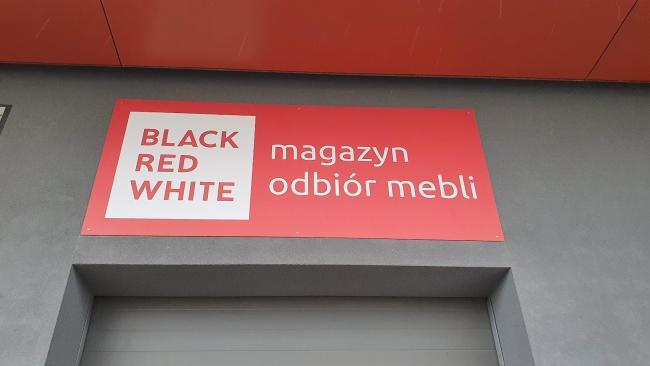 BLACK
RED
WHITE
magazyn
odbiór mebli